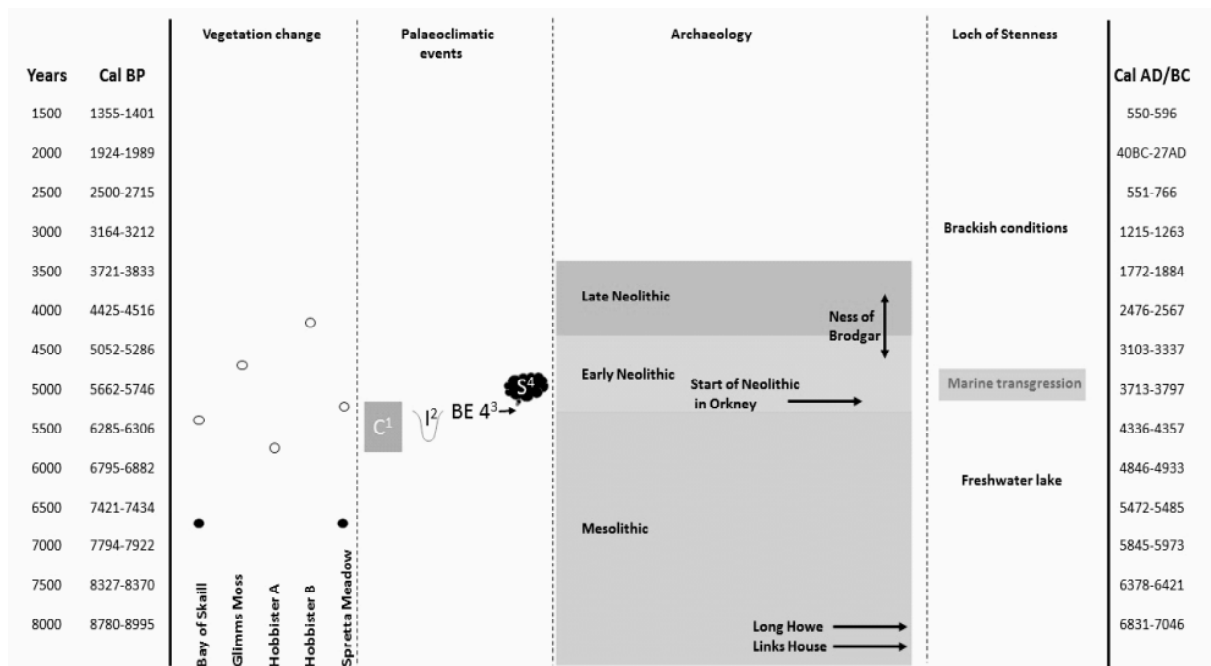 Vegetation change Palaeoclimatic Archaeology Loch of Stenness
events
Years Cal BP Cal AD/BC
1500 1355-1401 550-596
2000 1924-1989 40BC-27AD
2500 2500-2715 551-766
3000 3164-3212 Brackish conditions 1215-1263
3500 3721-3833 1772-1884
Late Neolithic
4000 4425-4516 Ness of 2476-2567
Brodgar
4500 5052-5286 3103-3337
Early Neolithic
5000 5662-5746 S⁴ Start of Neolithic Marine transgression 3713-3797
in Orkney
C¹ I² BE 4³
5500 6285-6306 4336-4357
6000 6795-6882 4846-4933
Freshwater lake
6500 7421-7434 5472-5485
Mesolithic
7000 7794-7922 5845-5973
7500 8327-8370 6378-6421
8000 8780-8995 Long Howe 6831-7046
Links House
Bay of Skaill
Glimms Moss
Hobbister A
Hobbister B
Spretta Meadow